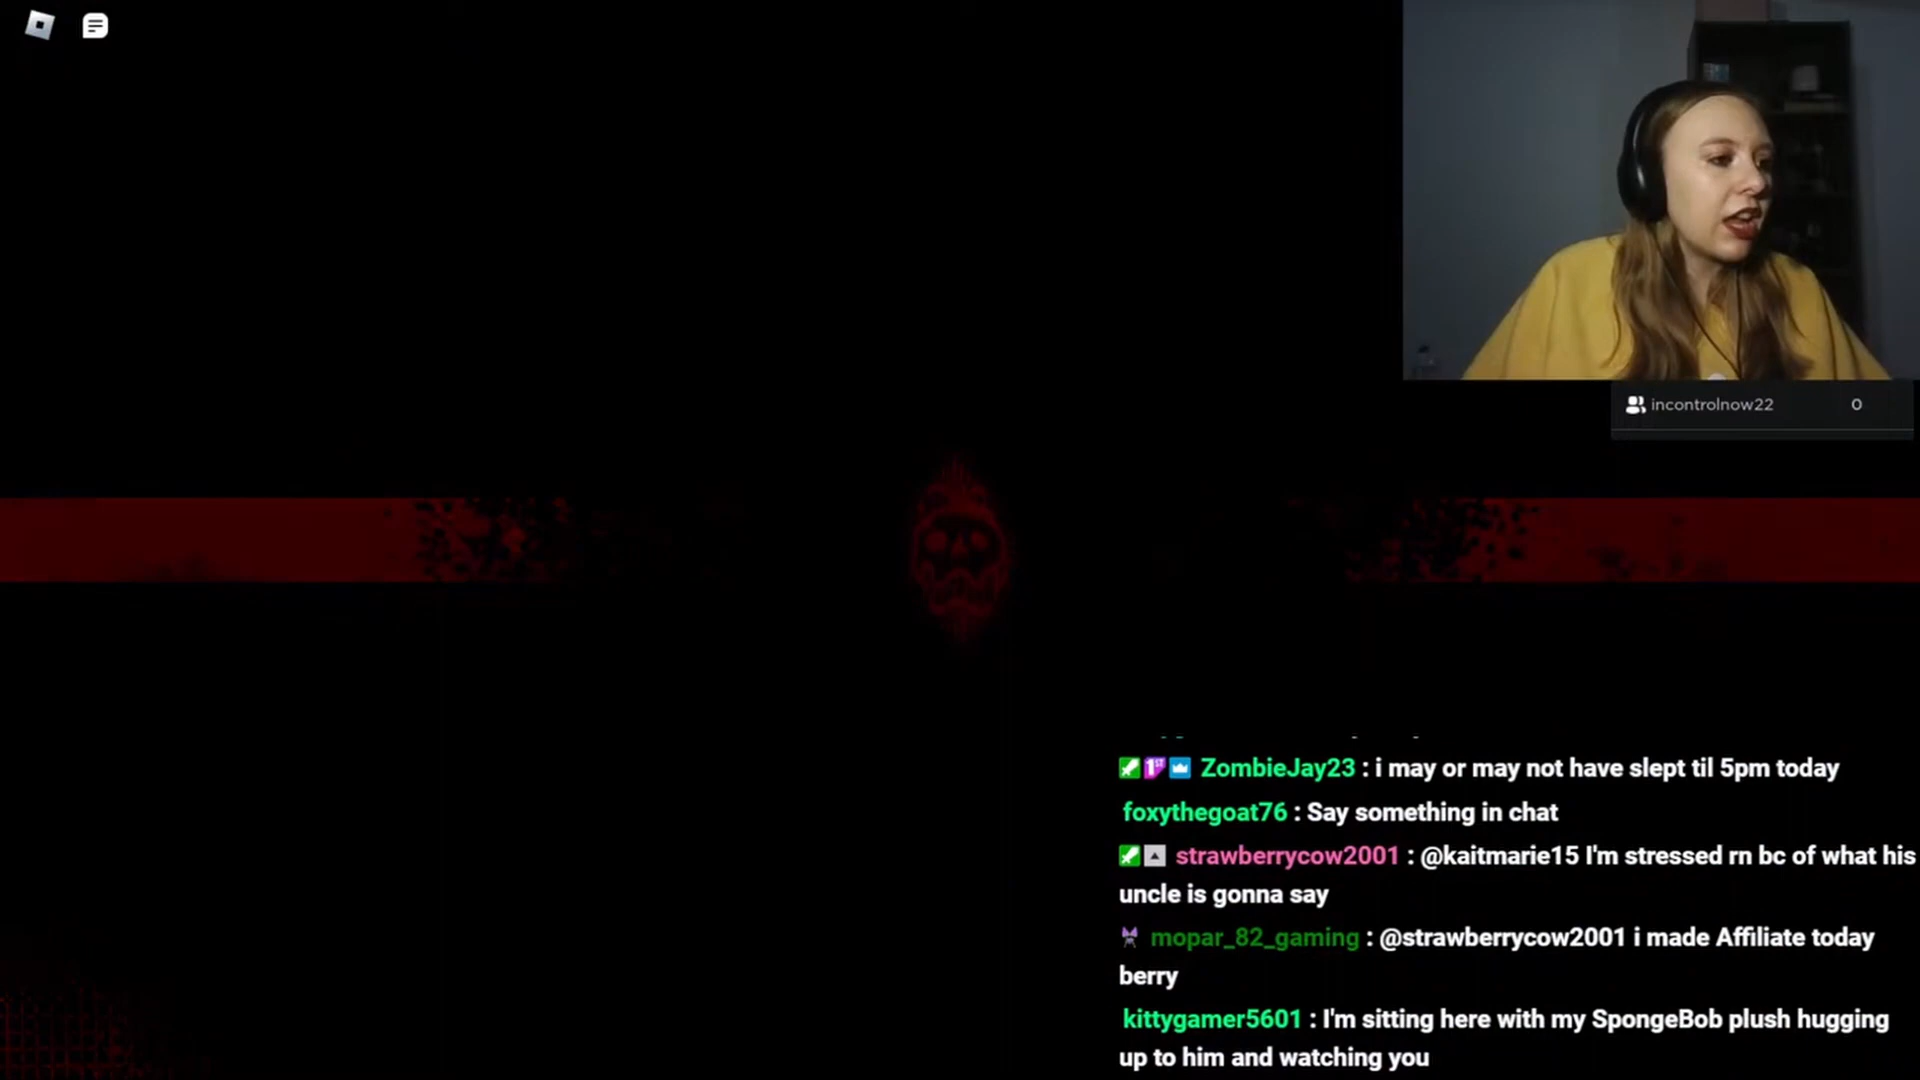 incontrolnow22 0
ZombieJay23 : i may or may not have slept til 5pm today
foxythegoat76 : Say something in chat
strawberrycow2001 : @kaitmarie15 I'm stressed rn bc of what his
uncle is gonna say
mopar_82_gaming : @strawberrycow2001 i made Affiliate today
berry
kittygamer5601 : I'm sitting here with my SpongeBob plush hugging
up to him and watching you